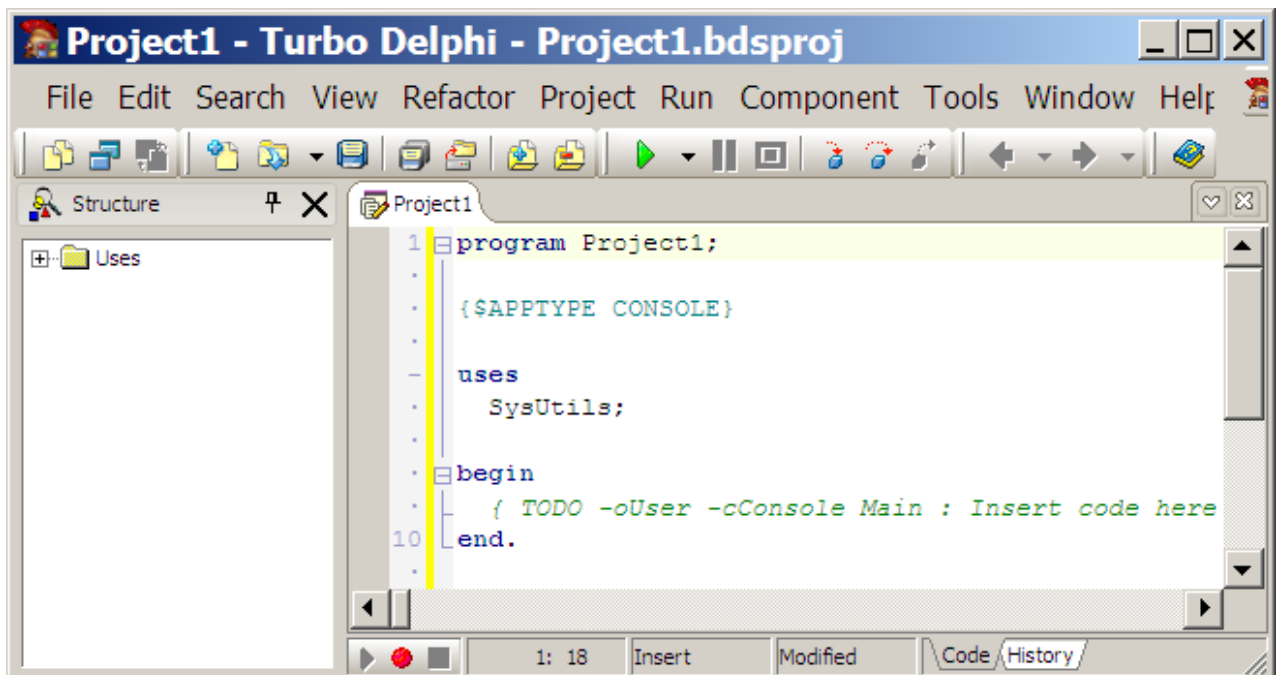 Project1 - Turbo Delphi - Project1.bdsproj
File Edit Search View Refactor Project Run Component Tools Window Help
Structure
Project1
Uses
1 program Project1;
{$APPTYPE CONSOLE}
uses
SysUtils;
begin
{ TODO -oUser -cConsole Main : Insert code here
10 end.
1: 18 Insert Modified Code History